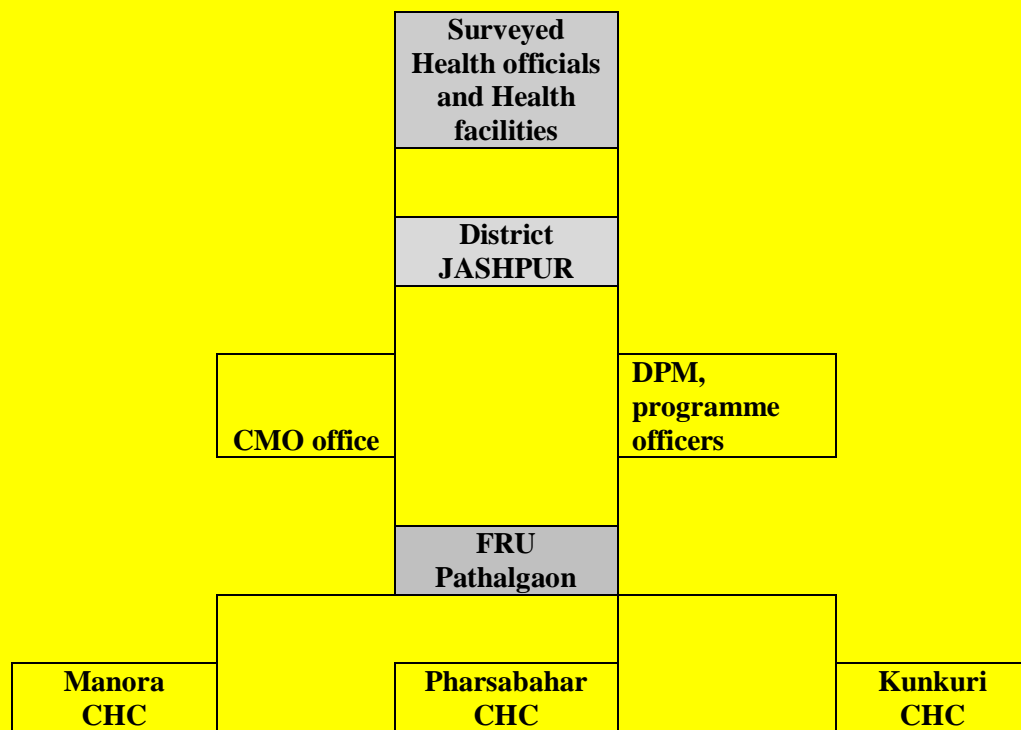 Surveyed
Health officials
and Health
facilities
District
JASHPUR
CMO office
DPM,
programme
officers
FRU
Pathalgaon
Manora
CHC
Pharsabahar
CHC
Kunkuri
CHC